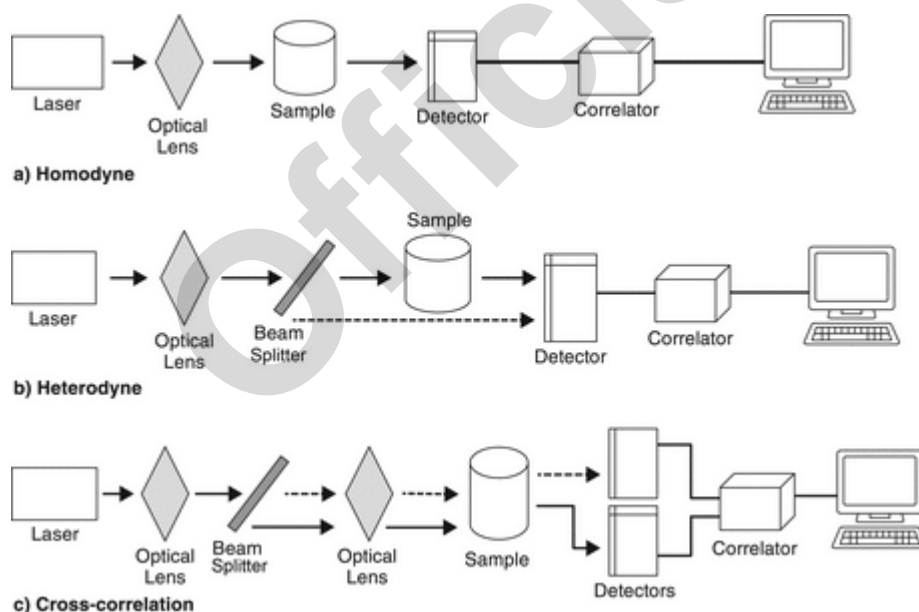 Offici
Laser
Optical
Lens
Sample
Detector
Correlator
a) Homodyne
Sample
Laser
Optical
Lens
Beam
Splitter
Detector
Correlator
b) Heterodyne
Laser
Optical
Lens
Beam
Splitter
Optical
Lens
Sample
Detectors
Correlator
c) Cross-correlation